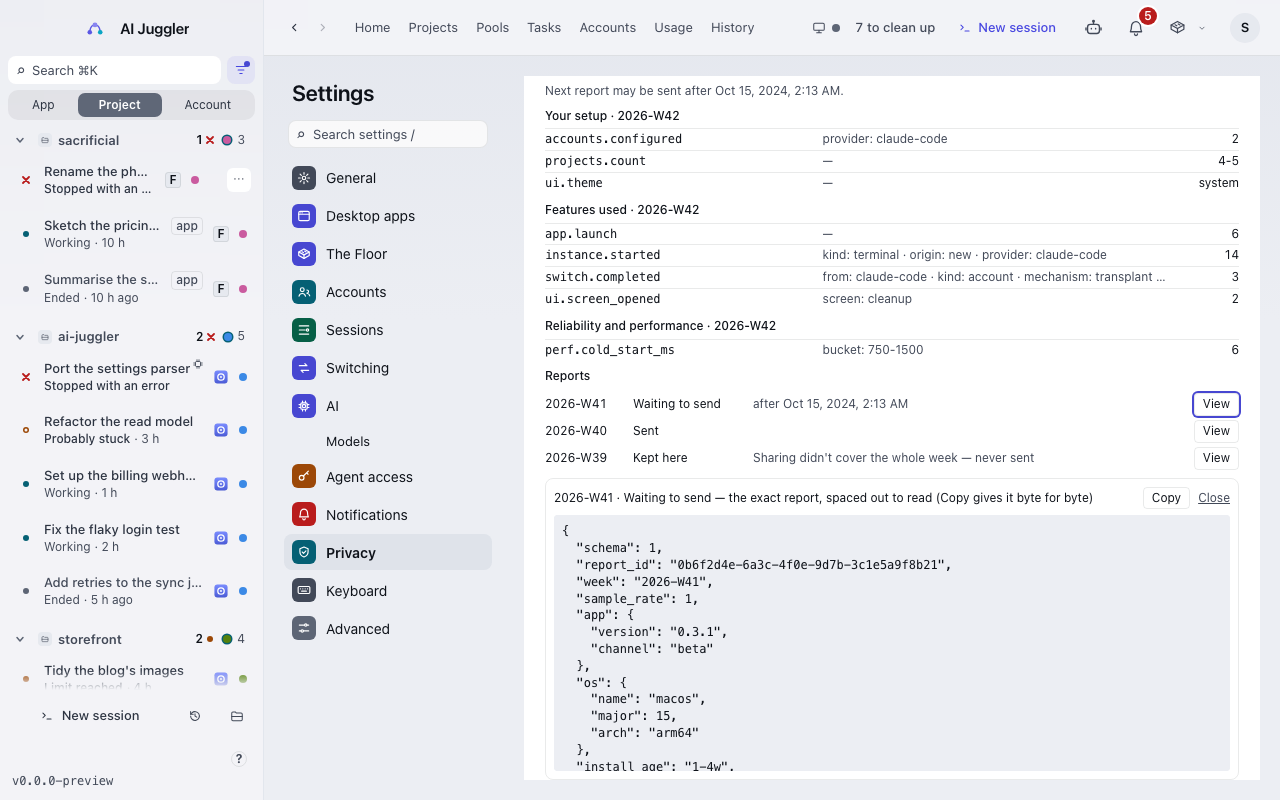 AI Juggler
Search ⌘K
App Project Account
sacrificial 1 3
Rename the ph...
Stopped with an ... F
Sketch the pricin... app
Working · 10 h F
Summarise the s... app
Ended · 10 h ago F
ai-juggler 2 5
Port the settings parser
Stopped with an error
Refactor the read model
Probably stuck · 3 h
Set up the billing webh...
Working · 1 h
Fix the flaky login test
Working · 2 h
Add retries to the sync j...
Ended · 5 h ago
storefront 2 4
Tidy the blog's images
Limit reached · 4 h
New session
?
v0.0.0-preview
Home Projects Pools Tasks Accounts Usage History 7 to clean up New session 5 S
Settings
Search settings /
General
Desktop apps
The Floor
Accounts
Sessions
Switching
AI
Models
Agent access
Notifications
Privacy
Keyboard
Advanced
Next report may be sent after Oct 15, 2024, 2:13 AM.
Your setup · 2026-W42
accounts.configured provider: claude-code 2
projects.count — 4-5
ui.theme — system
Features used · 2026-W42
app.launch — 6
instance.started kind: terminal · origin: new · provider: claude-code 14
switch.completed from: claude-code · kind: account · mechanism: transplant ... 3
ui.screen_opened screen: cleanup 2
Reliability and performance · 2026-W42
perf.cold_start_ms bucket: 750-1500 6
Reports
2026-W41 Waiting to send after Oct 15, 2024, 2:13 AM View
2026-W40 Sent View
2026-W39 Kept here Sharing didn't cover the whole week — never sent View
2026-W41 · Waiting to send — the exact report, spaced out to read (Copy gives it byte for byte) Copy Close
{
"schema": 1,
"report_id": "0b6f2d4e-6a3c-4f0e-9d7b-3c1e5a9f8b21",
"week": "2026-W41",
"sample_rate": 1,
"app": {
"version": "0.3.1",
"channel": "beta"
},
"os": {
"name": "macos",
"major": 15,
"arch": "arm64"
},
"install_age": "1-4w",